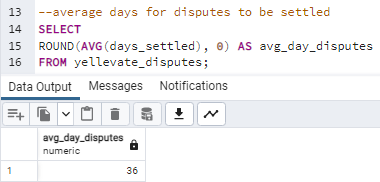 13 --average days for disputes to be settled
14 SELECT
15 ROUND(AVG(days_settled), 0) AS avg_day_disputes
16 FROM yellevate_disputes;
Data Output Messages Notifications
avg_day_disputes
numeric
1 36